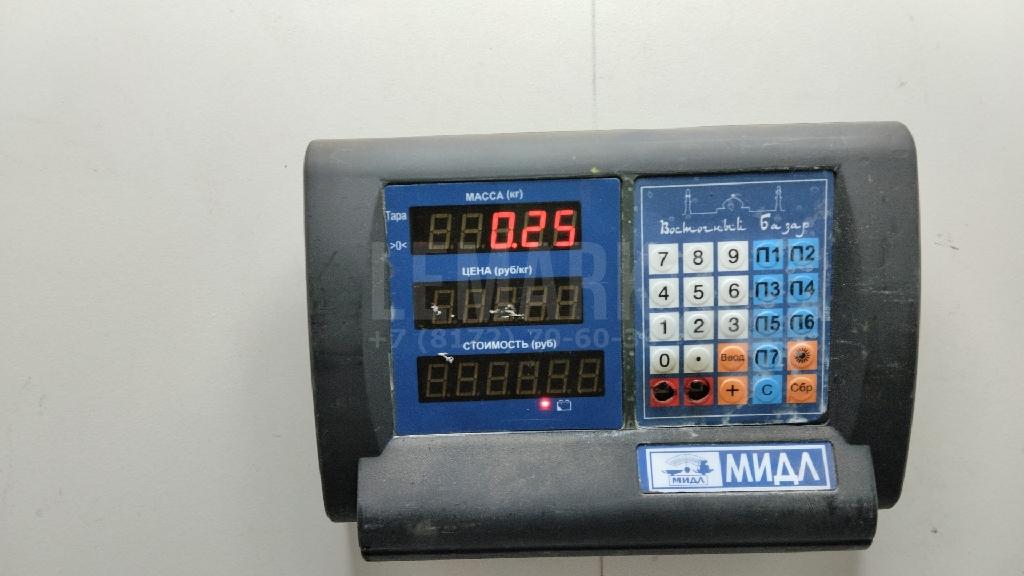 МАССА (кг)
Тара
0.25
>0<
ЦЕНА (руб/кг)
СТОИМОСТЬ (руб)
Восточный базар
7 8 9 П1 П2
4 5 6 П3 П4
1 2 3 П5 П6
0 . Ввод П7
+ С Сбр
МИДЛ
МИДЛ